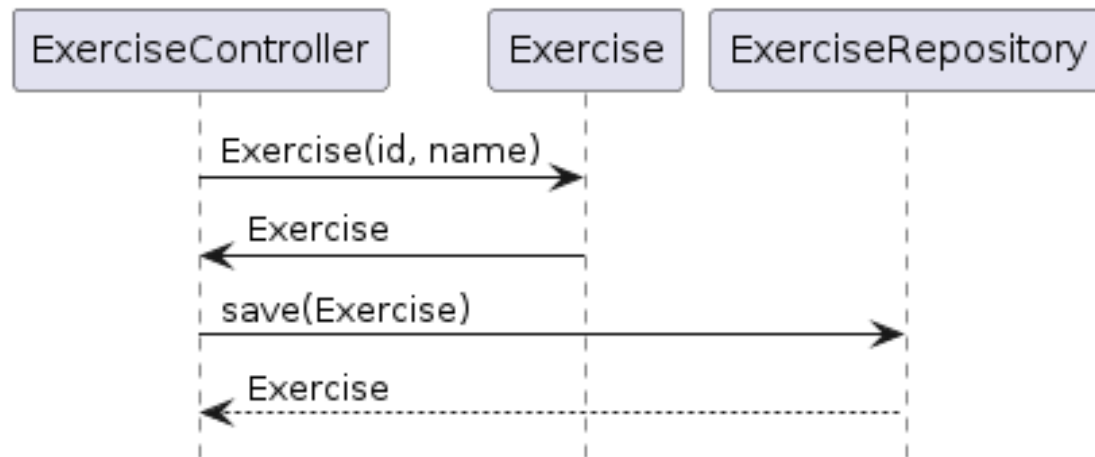 ExerciseController
Exercise
ExerciseRepository
Exercise(id, name)
Exercise
save(Exercise)
Exercise